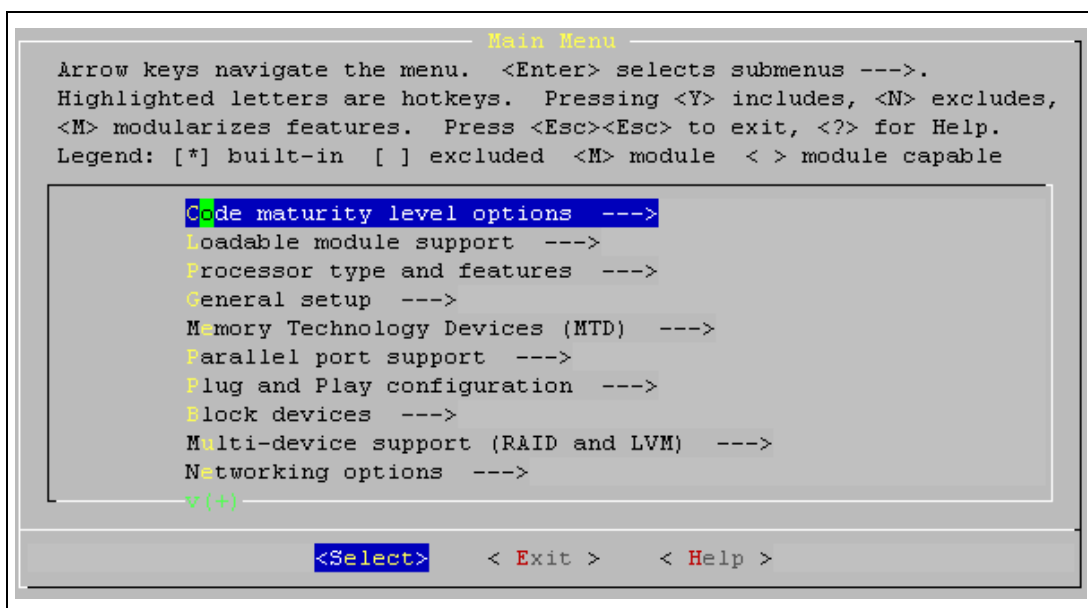 Main Menu
Arrow keys navigate the menu. <Enter> selects submenus --->.
Highlighted letters are hotkeys. Pressing <Y> includes, <N> excludes,
<M> modularizes features. Press <Esc><Esc> to exit, <?> for Help.
Legend: [*] built-in [ ] excluded <M> module < > module capable
Code maturity level options --->
Loadable module support --->
Processor type and features --->
General setup --->
Memory Technology Devices (MTD) --->
Parallel port support --->
Plug and Play configuration --->
Block devices --->
Multi-device support (RAID and LVM) --->
Networking options --->
v(+)
<Select> < Exit > < Help >